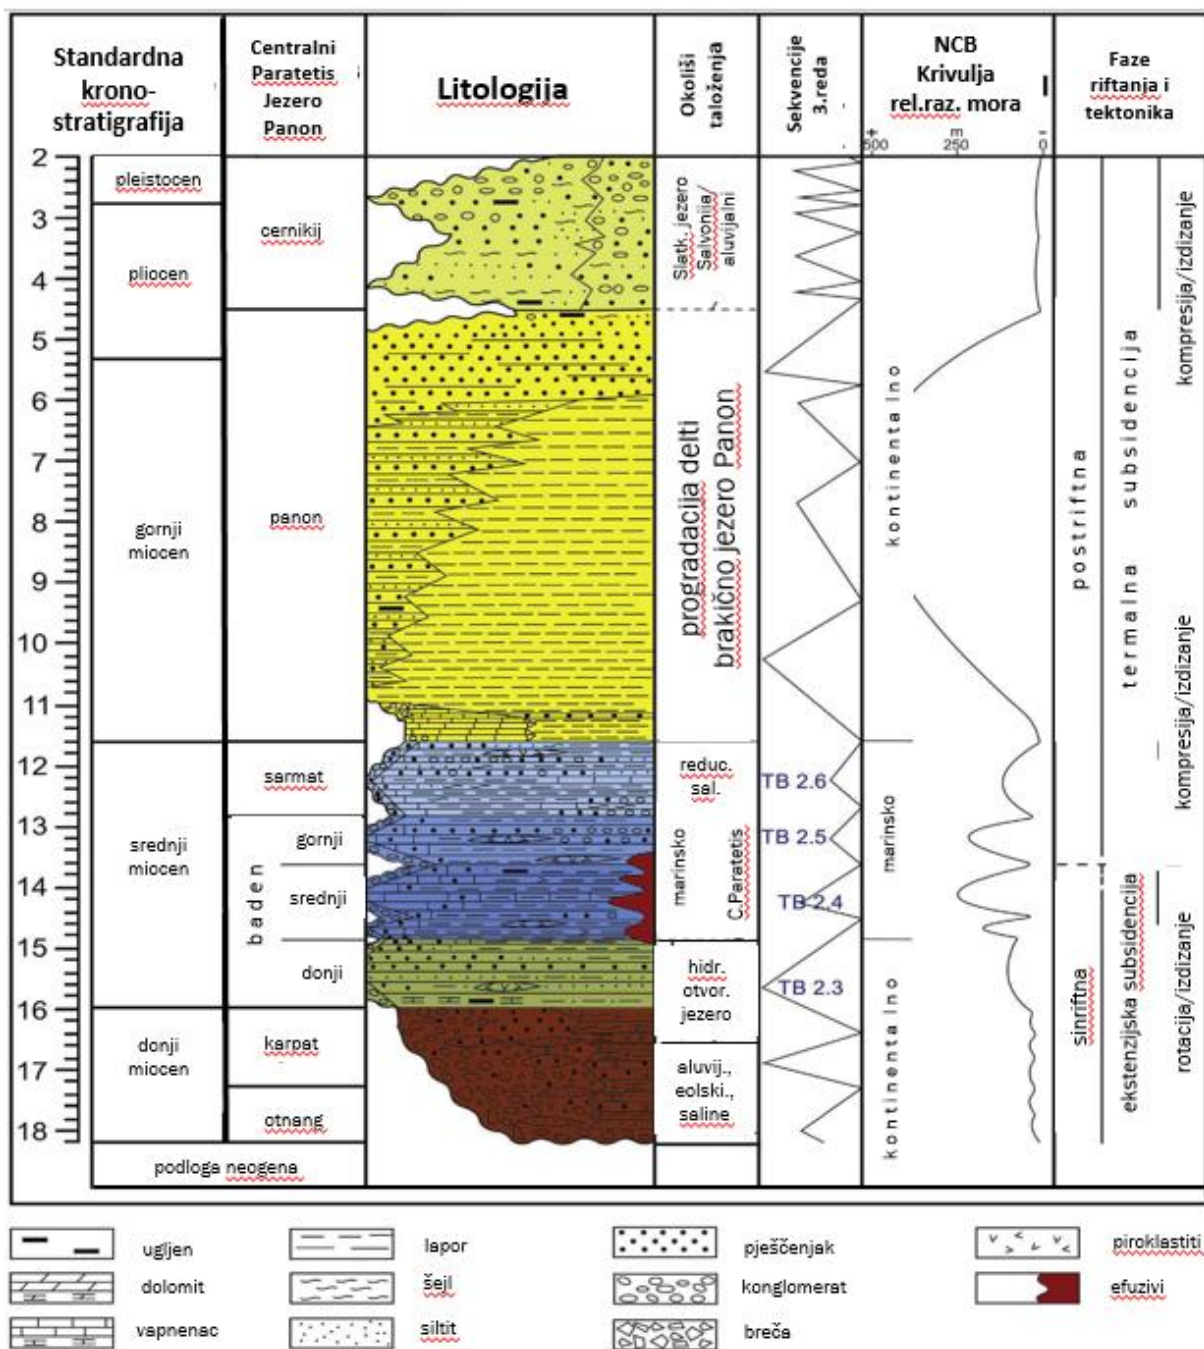 Standardna
krono-
stratigrafija
Centralni
Paratetis
Jezero
Panon
Litologija
Okoliši
taloženja
Sekvencije
3.reda
NCB
Krivulja
rel.raz. mora
+ m -
500 250 0
Faze
riftanja i
tektonika
2
3
4
5
6
7
8
9
10
11
12
13
14
15
16
17
18
pleistocen
pliocen
gornji
miocen
srednji
miocen
donji
miocen
podloga neogena
cernikij
panon
sarmat
baden
gornji
srednji
donji
karpat
otnang
Slatk. jezero
Salvonija/
aluvijalni
progradacija delti
brakično jezero Panon
reduc.
sal.
marinsko
C.Paratetis
hidr.
otvor.
jezero
aluvij.,
eolski.,
saline
TB 2.6
TB 2.5
TB 2.4
TB 2.3
kontinentalno
marinsko
kontinentalno
postriftna
sinriftna
termalna subsidencija
ekstenzijska subsidencija
kompresija/izdizanje
kompresija/izdizanje
rotacija/izdizanje
ugljen
lapor
pješčenjak
piroklastiti
dolomit
šejl
konglomerat
efuzivi
vapnenac
siltit
breča